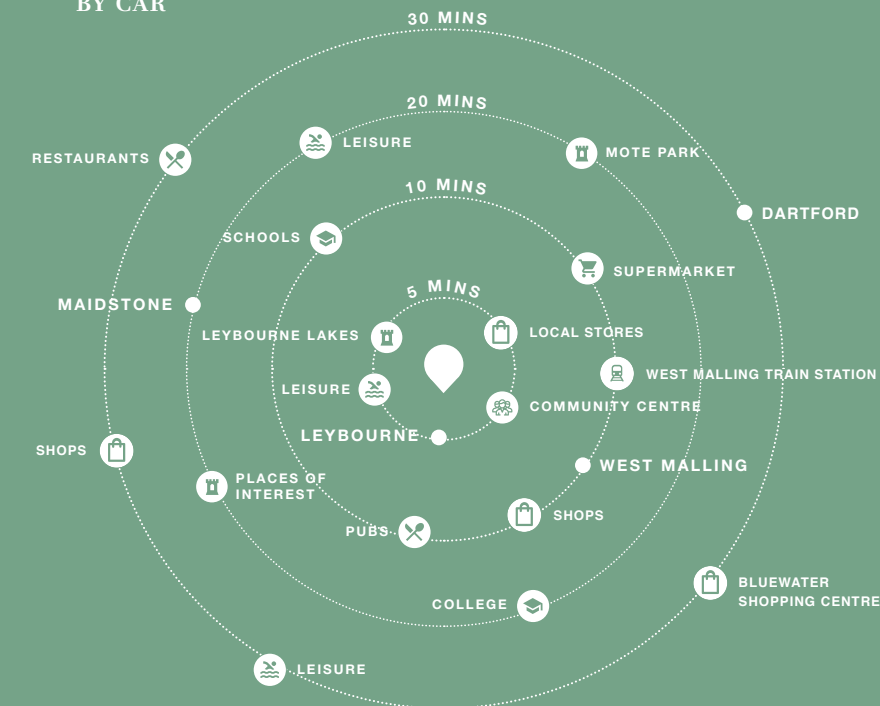 BY CAR
30 MINS
20 MINS
LEISURE
MOTE PARK
RESTAURANTS
10 MINS
DARTFORD
SCHOOLS
SUPERMARKET
5 MINS
MAIDSTONE
LEYBOURNE LAKES
LOCAL STORES
WEST MALLING TRAIN STATION
LEISURE
COMMUNITY CENTRE
LEYBOURNE
SHOPS
WEST MALLING
PLACES OF
INTEREST
SHOPS
PUBS
BLUEWATER
SHOPPING CENTRE
COLLEGE
LEISURE